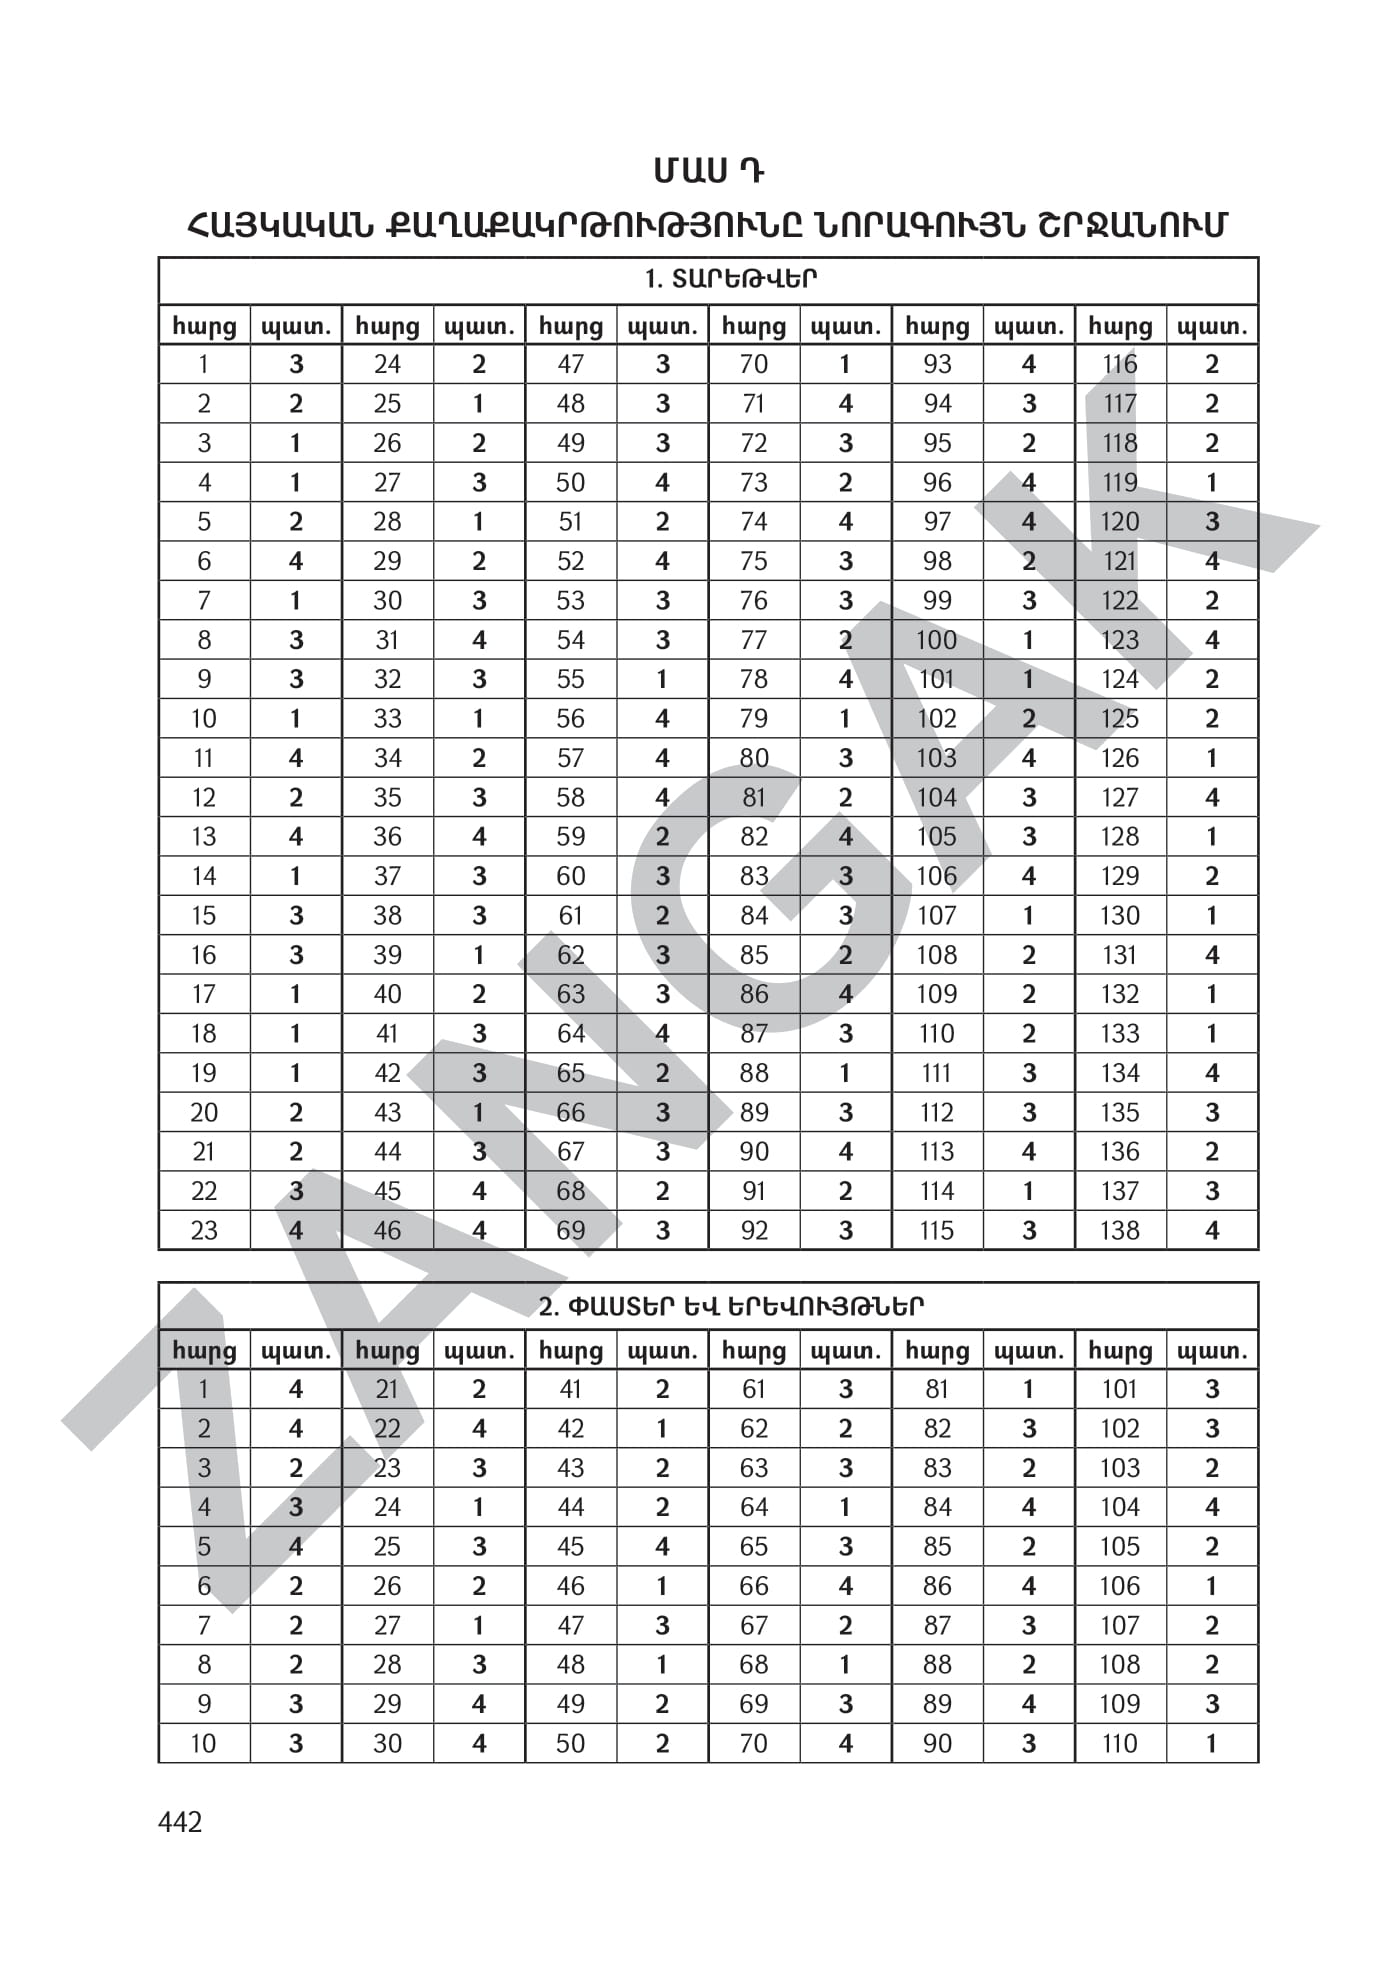 ՄԱՍ Դ
ՀԱՅԿԱԿԱՆ ՔԱՂԱՔԱԿՐԹՈՒԹՅՈՒՆԸ ՆՈՐԱԳՈՒՅՆ ՇՐՋԱՆՈՒՄ
1. ՏԱՐԵԹՎԵՐ
հարց պատ. հարց պատ. հարց պատ. հարց պատ. հարց պատ. հարց պատ.
1 3 24 2 47 3 70 1 93 4 116 2
2 2 25 1 48 3 71 4 94 3 117 2
3 1 26 2 49 3 72 3 95 2 118 2
4 1 27 3 50 4 73 2 96 4 119 1
5 2 28 1 51 2 74 4 97 4 120 3
6 4 29 2 52 4 75 3 98 2 121 4
7 1 30 3 53 3 76 3 99 3 122 2
8 3 31 4 54 3 77 2 100 1 123 4
9 3 32 3 55 1 78 4 101 1 124 2
10 1 33 1 56 4 79 1 102 2 125 2
11 4 34 2 57 4 80 3 103 4 126 1
12 2 35 3 58 4 81 2 104 3 127 4
13 4 36 4 59 2 82 4 105 3 128 1
14 1 37 3 60 3 83 3 106 4 129 2
15 3 38 3 61 2 84 3 107 1 130 1
16 3 39 1 62 3 85 2 108 2 131 4
17 1 40 2 63 3 86 4 109 2 132 1
18 1 41 3 64 4 87 3 110 2 133 1
19 1 42 3 65 2 88 1 111 3 134 4
20 2 43 1 66 3 89 3 112 3 135 3
21 2 44 3 67 3 90 4 113 4 136 2
22 3 45 4 68 2 91 2 114 1 137 3
23 4 46 4 69 3 92 3 115 3 138 4
2. ՓԱՍՏԵՐ ԵՎ ԵՐԵՎՈՒՅԹՆԵՐ
հարց պատ. հարց պատ. հարց պատ. հարց պատ. հարց պատ. հարց պատ.
1 4 21 2 41 2 61 3 81 1 101 3
2 4 22 4 42 1 62 2 82 3 102 3
3 2 23 3 43 2 63 3 83 2 103 2
4 3 24 1 44 2 64 1 84 4 104 4
5 4 25 3 45 4 65 3 85 2 105 2
6 2 26 2 46 1 66 4 86 4 106 1
7 2 27 1 47 3 67 2 87 3 107 2
8 2 28 3 48 1 68 1 88 2 108 2
9 3 29 4 49 2 69 3 89 4 109 3
10 3 30 4 50 2 70 4 90 3 110 1
442
ZANGAK